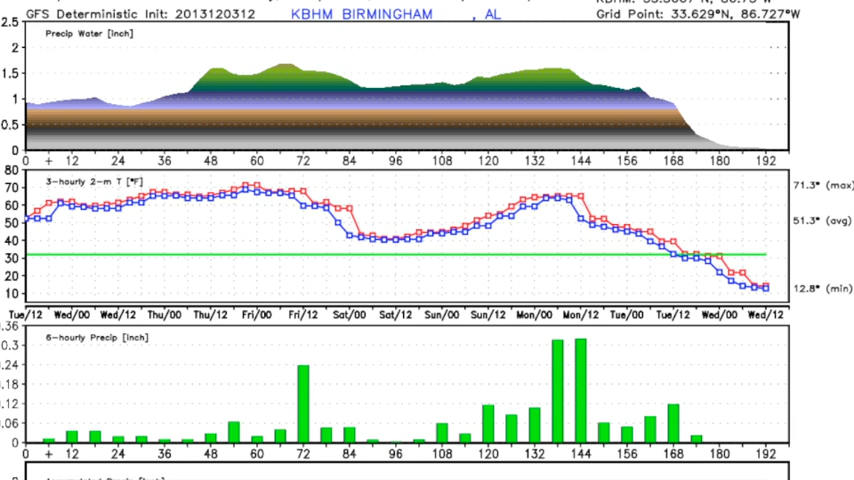 GFS Deterministic Init: 2013120312 KBHM BIRMINGHAM , AL Grid Point: 33.629°N, 86.727°W
2.5
Precip Water [inch]
2
1.5
1
0.5
0
0 + 12 24 36 48 60 72 84 96 108 120 132 144 156 168 180 192
80
3-hourly 2-m T [°F]
71.3° (max)
70
60
51.3° (avg)
50
40
30
20
12.8° (min)
10
Tue/12 Wed/00 Wed/12 Thu/00 Thu/12 Fri/00 Fri/12 Sat/00 Sat/12 Sun/00 Sun/12 Mon/00 Mon/12 Tue/00 Tue/12 Wed/00 Wed/12
0.36
6-hourly Precip [inch]
0.3
0.24
0.18
0.12
0.06
0
0 + 12 24 36 48 60 72 84 96 108 120 132 144 156 168 180 192